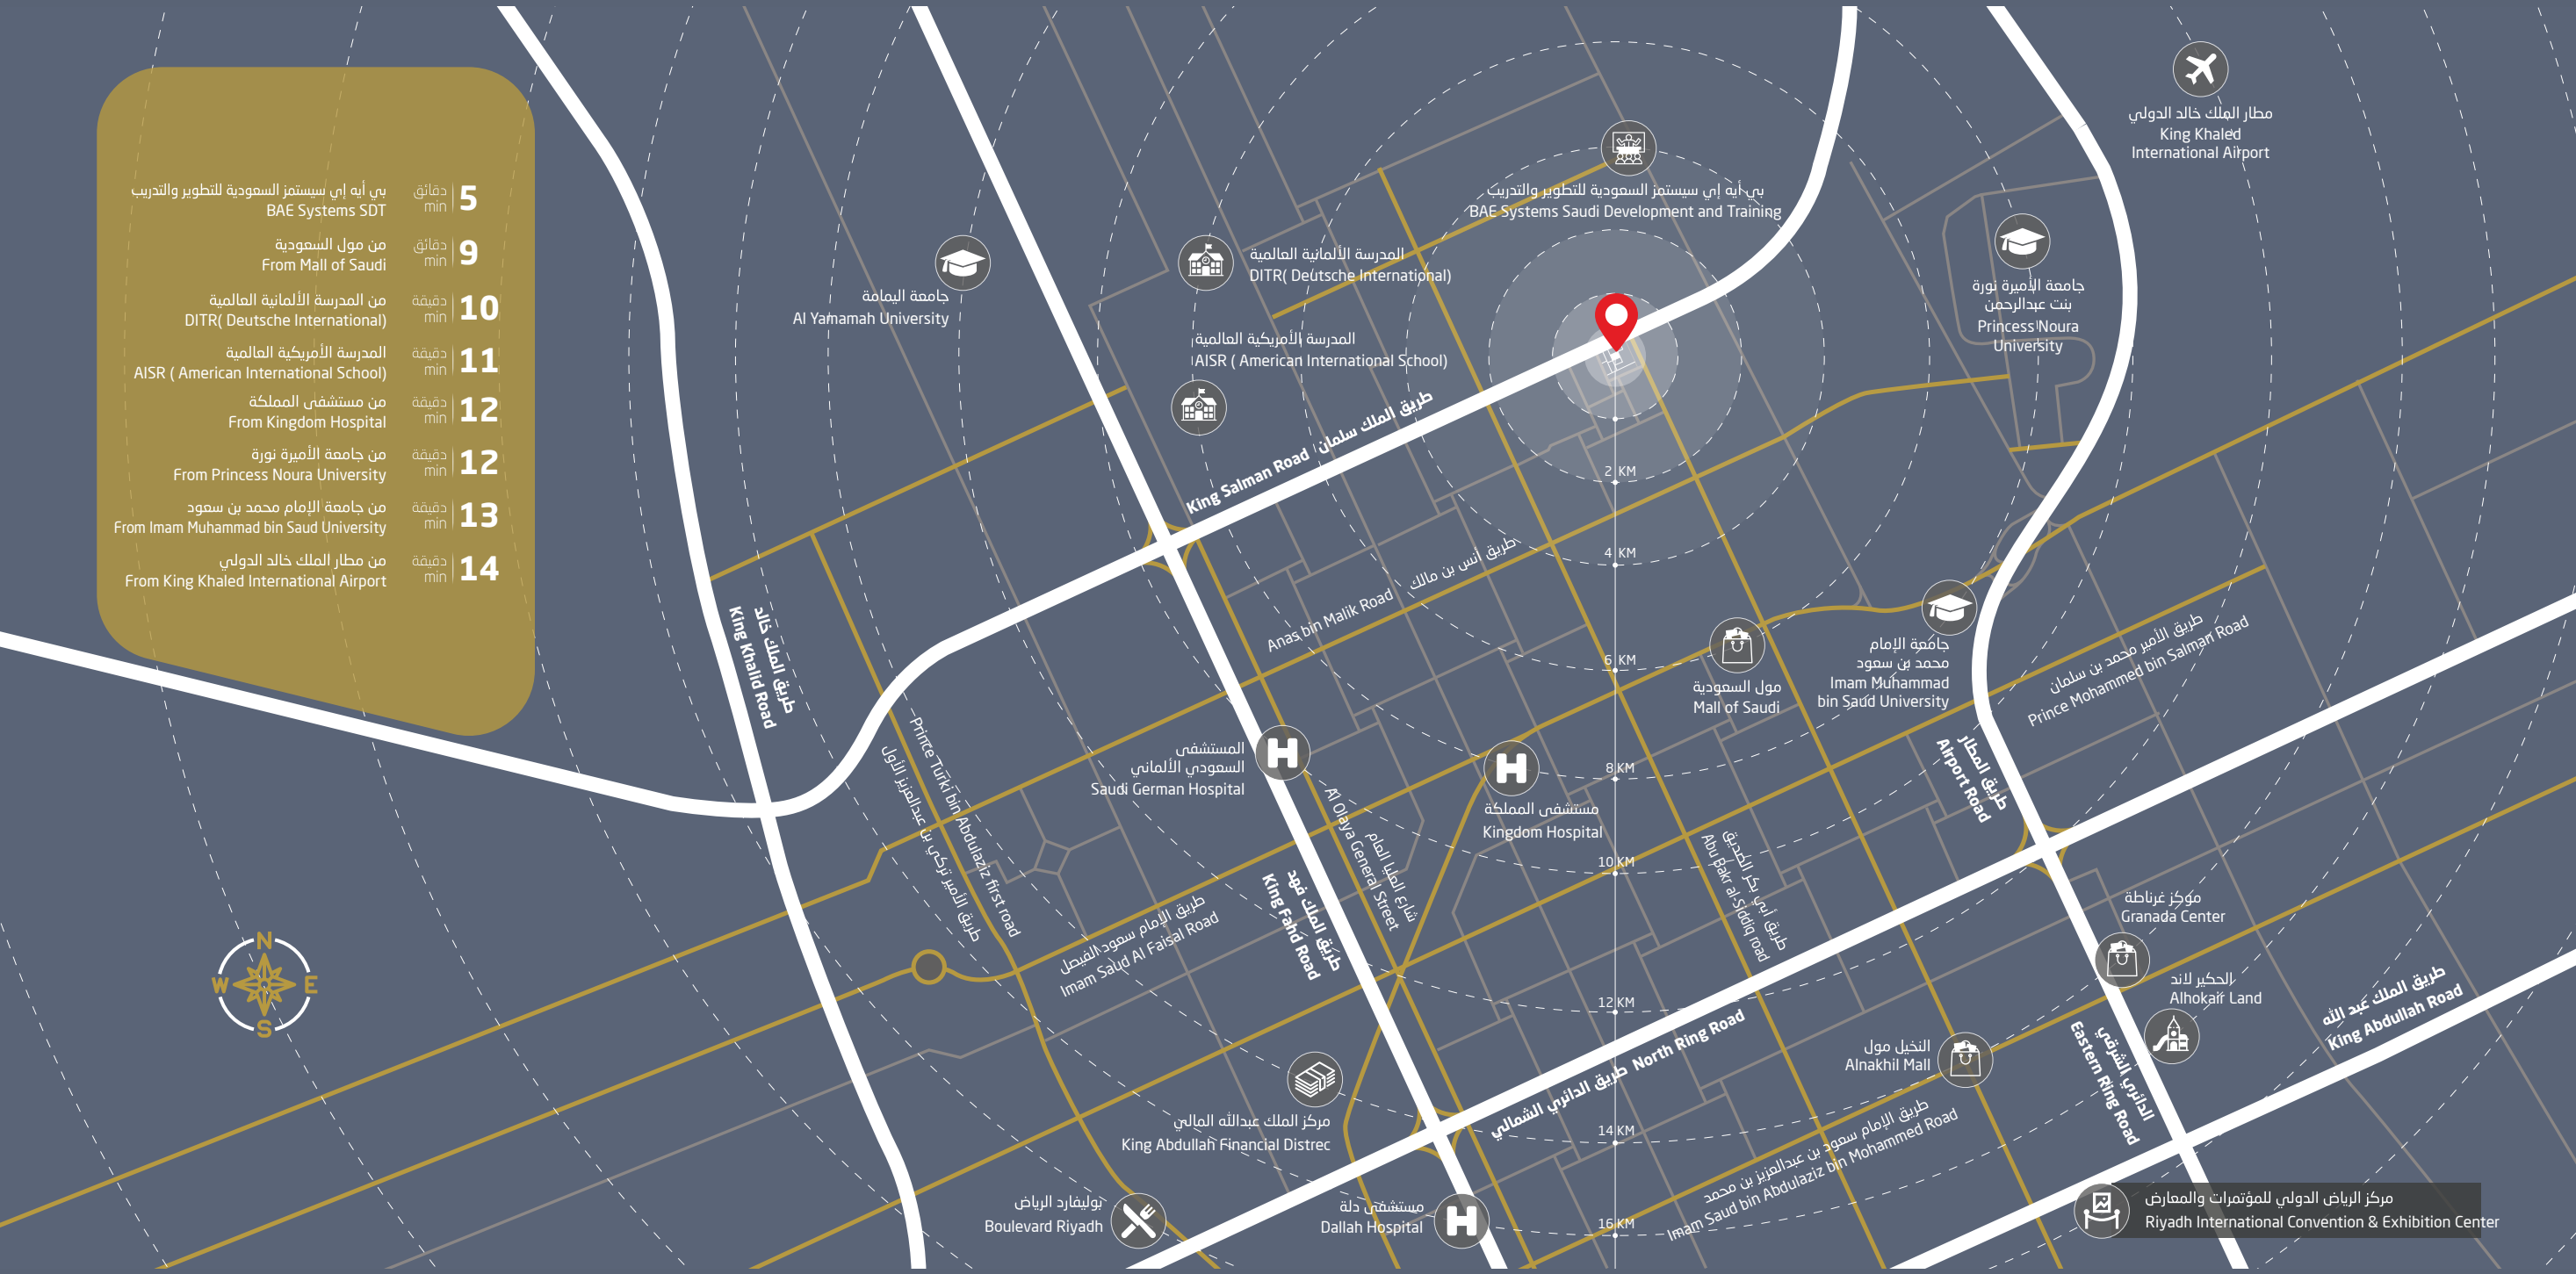 5 دقائق min
بي أيه إي سيستمز السعودية للتطوير والتدريب
BAE Systems SDT
9 دقائق min
من مول السعودية
From Mall of Saudi
10 دقيقة min
من المدرسة الألمانية العالمية
DITR( Deutsche International)
11 دقيقة min
المدرسة الأمريكية العالمية
AISR ( American International School)
12 دقيقة min
من مستشفى المملكة
From Kingdom Hospital
12 دقيقة min
من جامعة الأميرة نورة
From Princess Noura University
13 دقيقة min
من جامعة الإمام محمد بن سعود
From Imam Muhammad bin Saud University
14 دقيقة min
من مطار الملك خالد الدولي
From King Khaled International Airport
مطار الملك خالد الدولي
King Khaled
International Airport
بي أيه إي سيستمز السعودية للتطوير والتدريب
BAE Systems Saudi Development and Training
المدرسة الألمانية العالمية
DITR( Deutsche International)
جامعة اليمامة
Al Yamamah University
المدرسة الأمريكية العالمية
AISR ( American International School)
جامعة الأميرة نورة
بنت عبدالرحمن
Princess Noura
University
King Salman Road طريق الملك سلمان
2 KM
4 KM
6 KM
8 KM
10 KM
12 KM
14 KM
16 KM
طريق أنس بن مالك
Anas bin Malik Road
طريق الملك خالد
King Khalid Road
مول السعودية
Mall of Saudi
جامعة الإمام
محمد بن سعود
Imam Muhammad
bin Saud University
طريق الأمير محمد بن سلمان
Prince Mohammed bin Salman Road
طريق المطار
Airport Road
المستشفى
السعودي الألماني
Saudi German Hospital
مستشفى المملكة
Kingdom Hospital
Prince Turki bin Abdulaziz first road
طريق الأمير تركي بن عبدالعزيز الأول
شارع العليا العام
Al Olaya General Street
طريق أبي بكر الصديق
Abu Bakr al-Siddiq road
طريق الملك فهد
King Fahd Road
طريق الإمام سعود الفيصل
Imam Saud Al Faisal Road
موكز غرناطة
Granada Center
الحكير لاند
Alhokair Land
طريق الملك عبد الله
King Abdullah Road
الدائري الشرقي
Eastern Ring Road
النخيل مول
Alnakhil Mall
طريق الدائري الشمالي North Ring Road
طريق الإمام سعود بن عبدالعزيز بن محمد
Imam Saud bin Abdulaziz bin Mohammed Road
مركز الملك عبدالله المالي
King Abdullah Financial Distrec
بوليفارد الرياض
Boulevard Riyadh
مستشفى دلة
Dallah Hospital
مركز الرياض الدولي للمؤتمرات والمعارض
Riyadh International Convention & Exhibition Center
N
W E
S